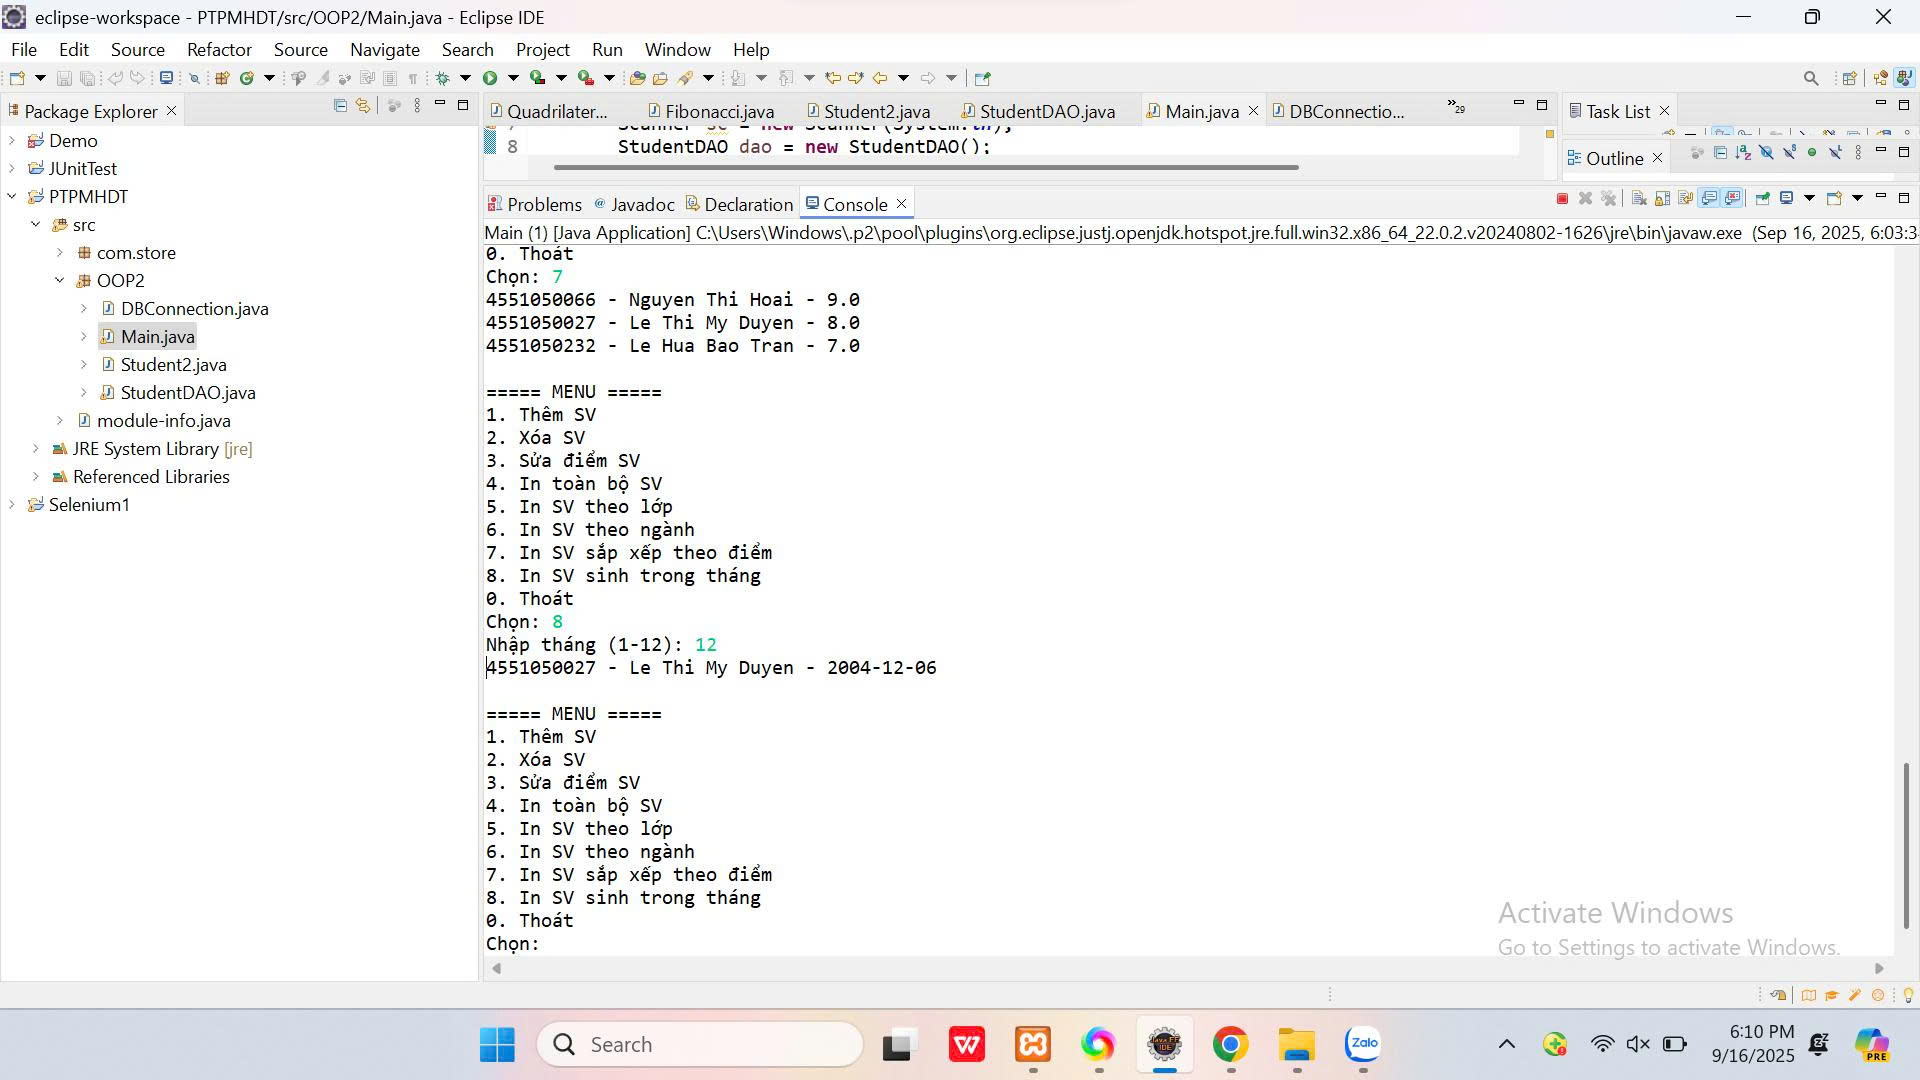 eclipse-workspace - PTPMHDT/src/OOP2/Main.java - Eclipse IDE
File Edit Source Refactor Source Navigate Search Project Run Window Help
Package Explorer
Demo
JUnitTest
PTPMHDT
src
com.store
OOP2
DBConnection.java
Main.java
Student2.java
StudentDAO.java
module-info.java
JRE System Library [jre]
Referenced Libraries
Selenium1
Quadrilater... Fibonacci.java Student2.java StudentDAO.java Main.java DBConnectio... »29
Scanner sc = new Scanner(System.in);
8 StudentDAO dao = new StudentDAO();
Task List
Outline
Problems Javadoc Declaration Console
Main (1) [Java Application] C:\Users\Windows\.p2\pool\plugins\org.eclipse.justj.openjdk.hotspot.jre.full.win32.x86_64_22.0.2.v20240802-1626\jre\bin\javaw.exe (Sep 16, 2025, 6:03:3
0. Thoát
Chọn: 7
4551050066 - Nguyen Thi Hoai - 9.0
4551050027 - Le Thi My Duyen - 8.0
4551050232 - Le Hua Bao Tran - 7.0
===== MENU =====
1. Thêm SV
2. Xóa SV
3. Sửa điểm SV
4. In toàn bộ SV
5. In SV theo lớp
6. In SV theo ngành
7. In SV sắp xếp theo điểm
8. In SV sinh trong tháng
0. Thoát
Chọn: 8
Nhập tháng (1-12): 12
4551050027 - Le Thi My Duyen - 2004-12-06
===== MENU =====
1. Thêm SV
2. Xóa SV
3. Sửa điểm SV
4. In toàn bộ SV
5. In SV theo lớp
6. In SV theo ngành
7. In SV sắp xếp theo điểm
8. In SV sinh trong tháng
0. Thoát
Chọn:
Activate Windows
Go to Settings to activate Windows.
Search
Zalo
6:10 PM
9/16/2025
PRE